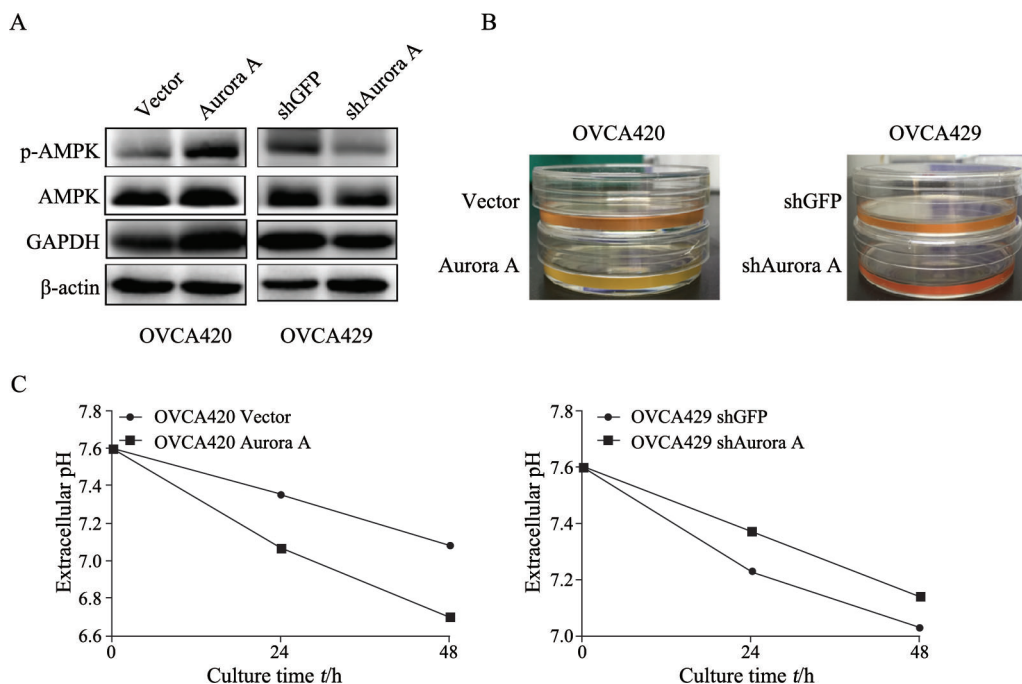 A
Vector
Aurora A
shGFP
shAurora A
p-AMPK
AMPK
GAPDH
β-actin
OVCA420
OVCA429
B
OVCA420
OVCA429
Vector
Aurora A
shGFP
shAurora A
C
Extracellular pH
7.8
7.6
7.4
7.2
7.0
6.8
6.6
OVCA420 Vector
OVCA420 Aurora A
0
24
48
Culture time t/h
Extracellular pH
7.8
7.6
7.4
7.2
7.0
OVCA429 shGFP
OVCA429 shAurora A
0
24
48
Culture time t/h